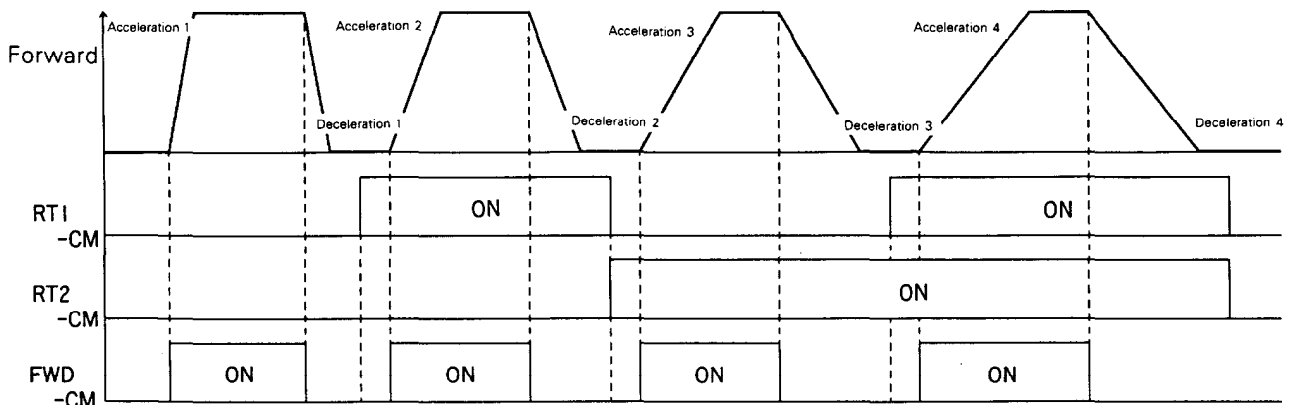 Acceleration 1
Acceleration 2
Acceleration 3
Acceleration 4
Forward
Deceleration 1
Deceleration 2
Deceleration 3
Deceleration 4
RT1
ON
ON
-CM
RT2
ON
-CM
FWD
ON
ON
ON
ON
-CM